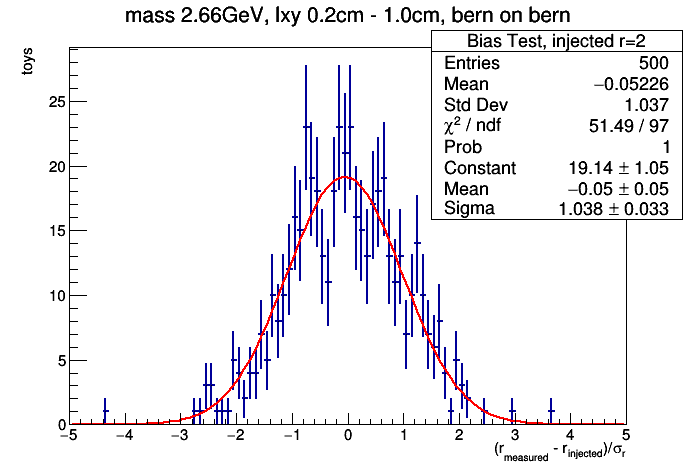 mass 2.66GeV, lxy 0.2cm - 1.0cm, bern on bern
Bias Test, injected r=2
Entries 500
Mean −0.05226
Std Dev 1.037
χ² / ndf 51.49 / 97
Prob 1
Constant 19.14 ± 1.05
Mean −0.05 ± 0.05
Sigma 1.038 ± 0.033
toys
25
20
15
10
5
0
−5 −4 −3 −2 −1 0 1 2 3 4 5
(r_measured - r_injected)/σ_r